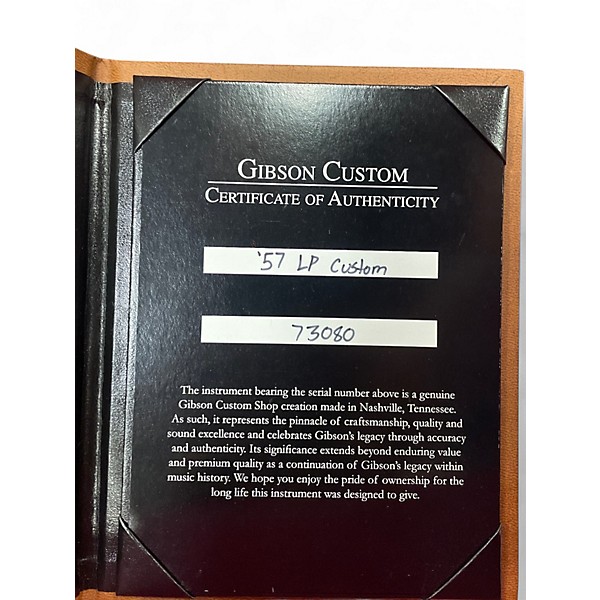 GIBSON CUSTOM
CERTIFICATE OF AUTHENTICITY
'57 LP Custom
73080
The instrument bearing the serial number above is a genuine
Gibson Custom Shop creation made in Nashville, Tennessee.
As such, it represents the pinnacle of craftsmanship, quality and
sound excellence and celebrates Gibson's legacy through accuracy
and authenticity. Its significance extends beyond enduring value
and premium quality as a continuation of Gibson's legacy within
music history. We hope you enjoy the pride of ownership for the
long life this instrument was designed to give.